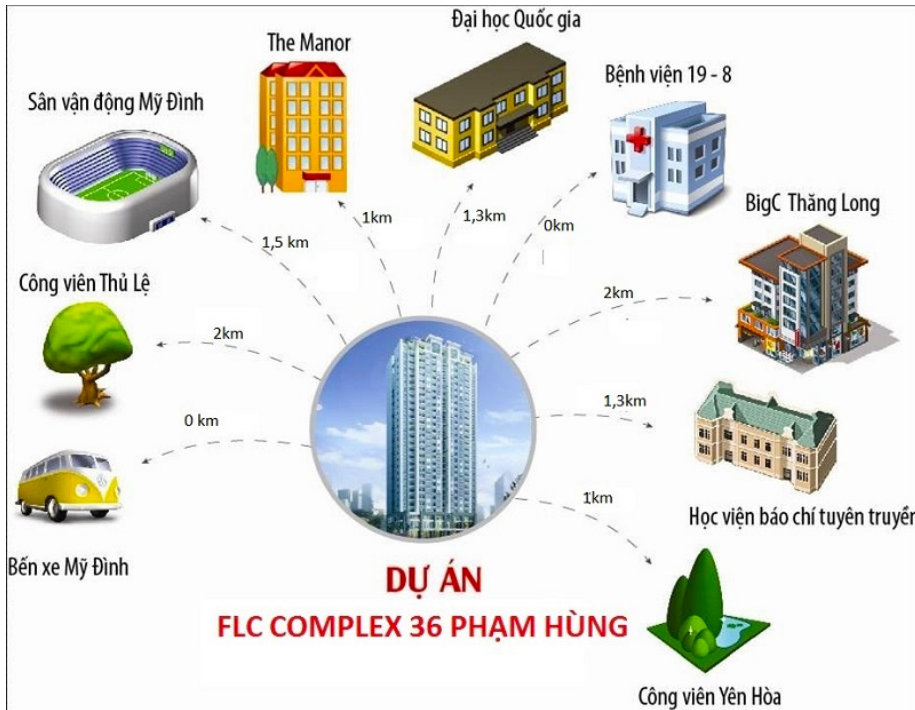 Đại học Quốc gia
The Manor
Bệnh viện 19 - 8
Sân vận động Mỹ Đình
BigC Thăng Long
1km
1,3km
0km
1,5 km
Công viên Thủ Lệ
2km
2km
1,3km
0 km
1km
Học viện báo chí tuyên truyền
Bến xe Mỹ Đình
DỰ ÁN
FLC COMPLEX 36 PHẠM HÙNG
Công viên Yên Hòa